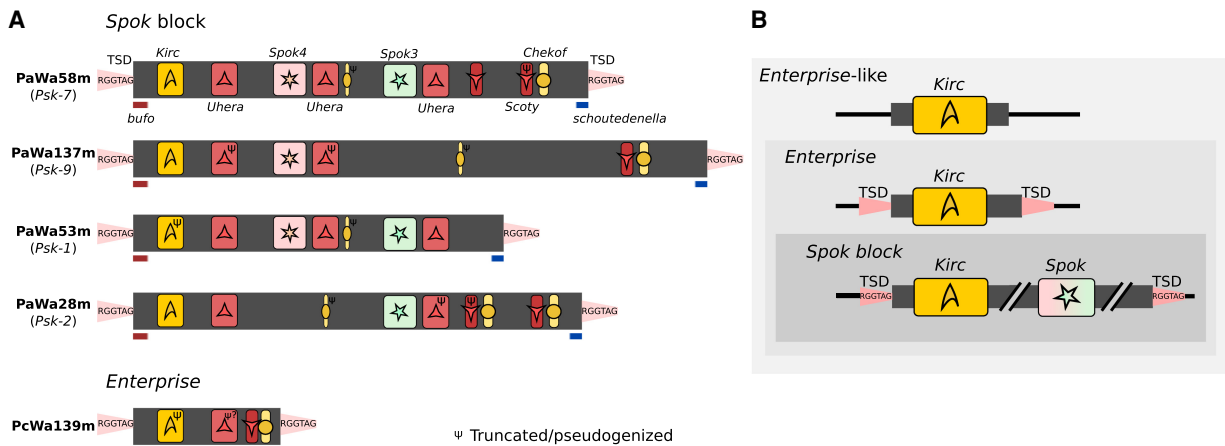 A
Spok block
TSD Kirc Spok4 Spok3 Chekof TSD
PaWa58m RGGTAG ψ ψ RGGTAG
(Psk-7)
Uhera Uhera Uhera Scoty
bufo schoutedenella
PaWa137m RGGTAG ψ ψ ψ RGGTAG
(Psk-9)
PaWa53m RGGTAG ψ ψ RGGTAG
(Psk-1)
PaWa28m RGGTAG ψ ψ ψ RGGTAG
(Psk-2)
Enterprise
PcWa139m RGGTAG ψ ψ? RGGTAG
ψ Truncated/pseudogenized
B
Enterprise-like
Kirc
Enterprise
Kirc
TSD TSD
Spok block
Kirc Spok
TSD TSD
RGGTAG RGGTAG